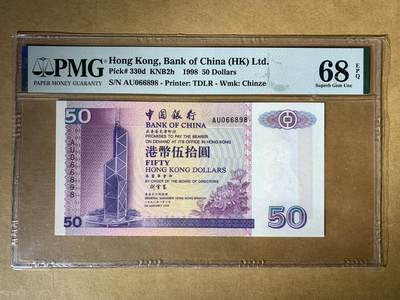 PMG
PAPER MONEY GUARANTY
Hong Kong, Bank of China (HK) Ltd.
Pick# 330d KNB2h 1998 50 Dollars
S/N AU066898 - Printer: TDLR - Wmk: Chinze
68 EPQ
Superb Gem Unc
50
中國銀行
BANK OF CHINA
AU066898
PROMISES TO PAY THE BEARER
ON DEMAND AT ITS OFFICE IN HONG KONG
港幣伍拾圓
FIFTY
HONG KONG DOLLARS
BY ORDER OF THE BOARD OF DIRECTORS
AU066898
50
50